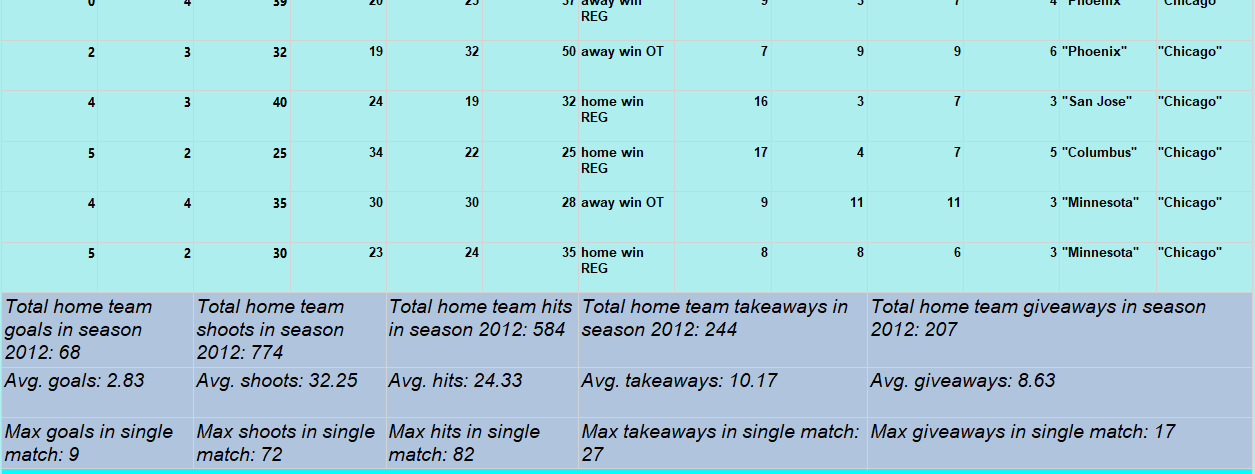 0 4 39 20 25 37 away win 9 5 7 4 "Phoenix" "Chicago"
REG
2 3 32 19 32 50 away win OT 7 9 9 6 "Phoenix" "Chicago"
4 3 40 24 19 32 home win 16 3 7 3 "San Jose" "Chicago"
REG
5 2 25 34 22 25 home win 17 4 7 5 "Columbus" "Chicago"
REG
4 4 35 30 30 28 away win OT 9 11 11 3 "Minnesota" "Chicago"
5 2 30 23 24 35 home win 8 8 6 3 "Minnesota" "Chicago"
REG
Total home team
goals in season
2012: 68
Total home team
shoots in season
2012: 774
Total home team hits
in season 2012: 584
Total home team takeaways in
season 2012: 244
Total home team giveaways in season
2012: 207
Avg. goals: 2.83
Avg. shoots: 32.25
Avg. hits: 24.33
Avg. takeaways: 10.17
Avg. giveaways: 8.63
Max goals in single
match: 9
Max shoots in single
match: 72
Max hits in single
match: 82
Max takeaways in single match:
27
Max giveaways in single match: 17